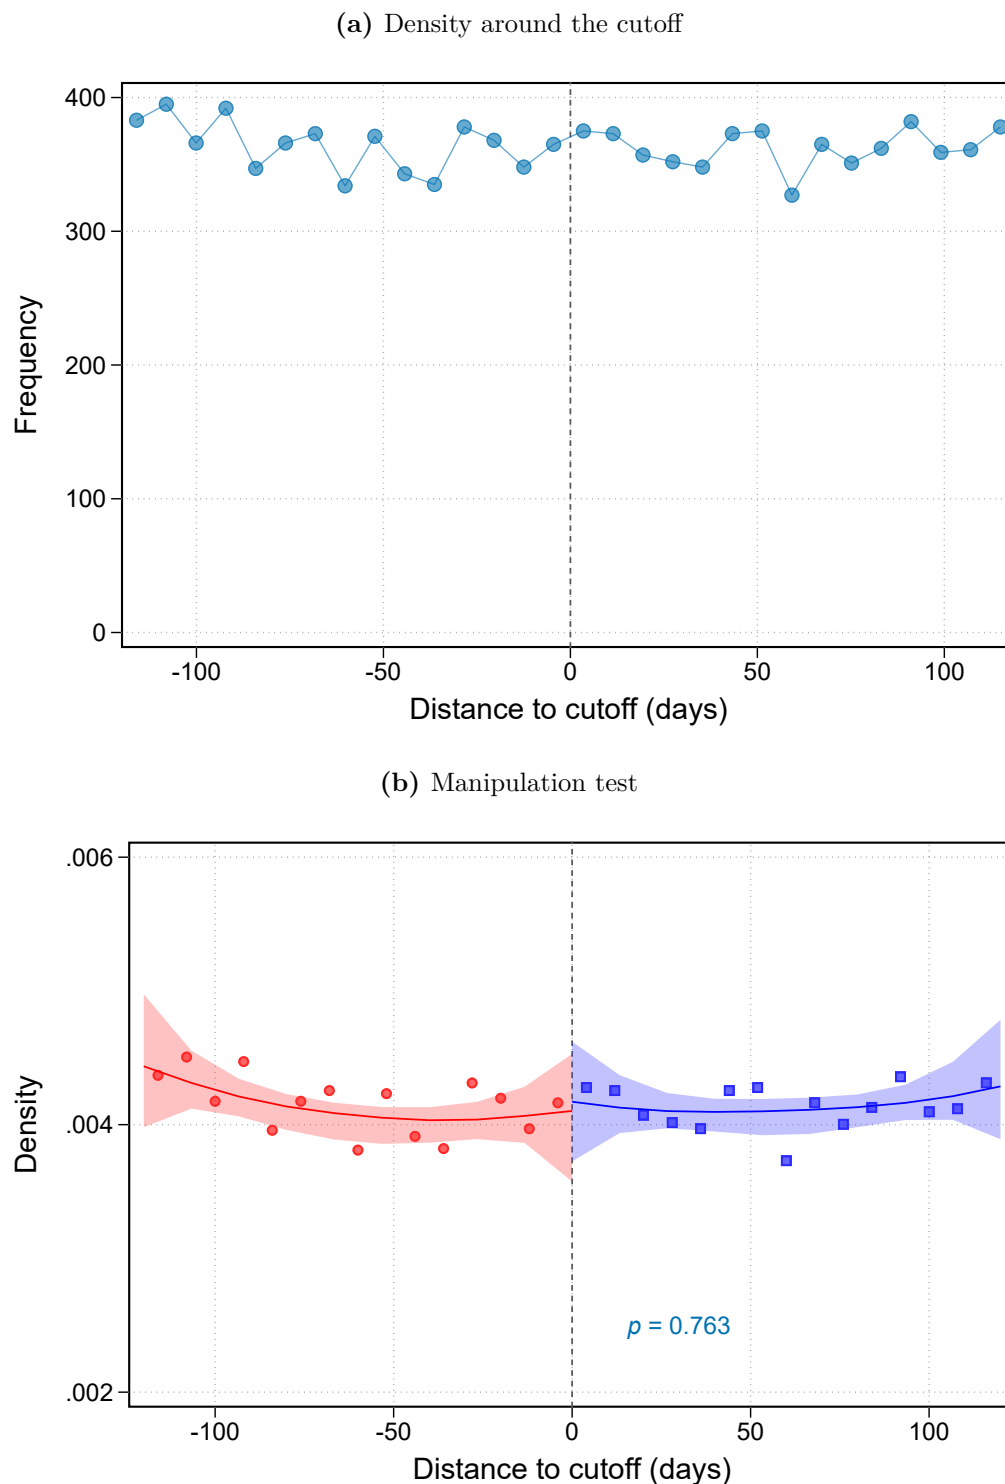 (a) Density around the cutoff
400
300
200
100
0
Frequency
-100 -50 0 50 100
Distance to cutoff (days)
(b) Manipulation test
.006
.004
.002
Density
p = 0.763
-100 -50 0 50 100
Distance to cutoff (days)